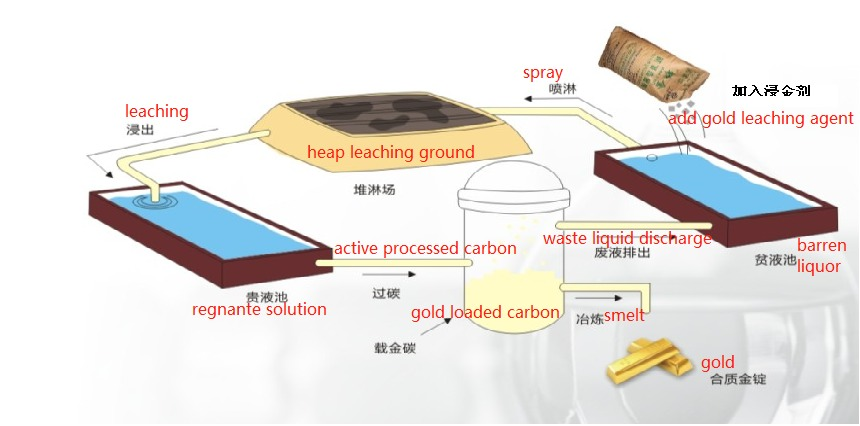 spray
喷淋
加入浸金剂
add gold leaching agent
leaching
浸出
heap leaching ground
堆淋场
active processed carbon
waste liquid discharge
废液排出
barren
liquor
贫液池
贵液池
regnante solution
过碳
gold loaded carbon
载金碳
smelt
冶炼
gold
合质金锭